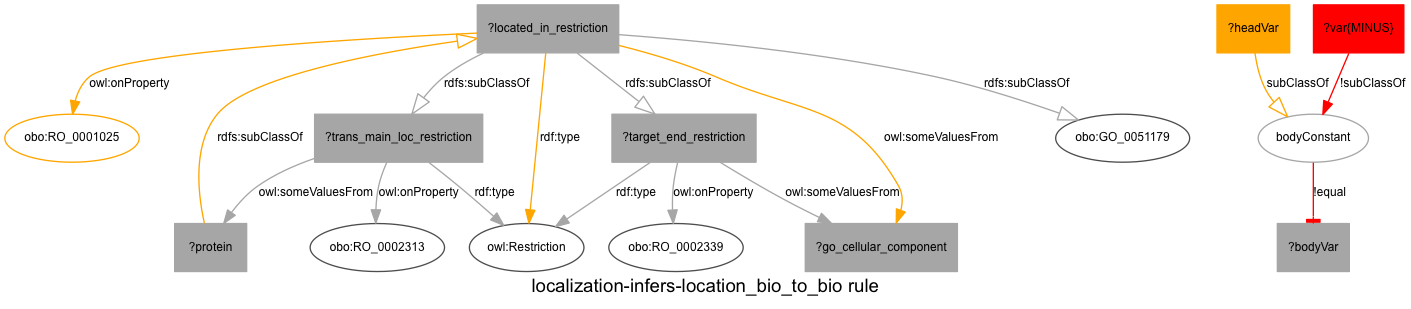 ?located_in_restriction
?headVar
?var{MINUS}
owl:onProperty
rdfs:subClassOf
rdfs:subClassOf
rdfs:subClassOf
subClassOf
!subClassOf
obo:RO_0001025
rdfs:subClassOf
?trans_main_loc_restriction
rdf:type
?target_end_restriction
owl:someValuesFrom
obo:GO_0051179
bodyConstant
owl:someValuesFrom
owl:onProperty
rdf:type
rdf:type
owl:onProperty
owl:someValuesFrom
!equal
?protein
obo:RO_0002313
owl:Restriction
obo:RO_0002339
?go_cellular_component
?bodyVar
localization-infers-location_bio_to_bio rule